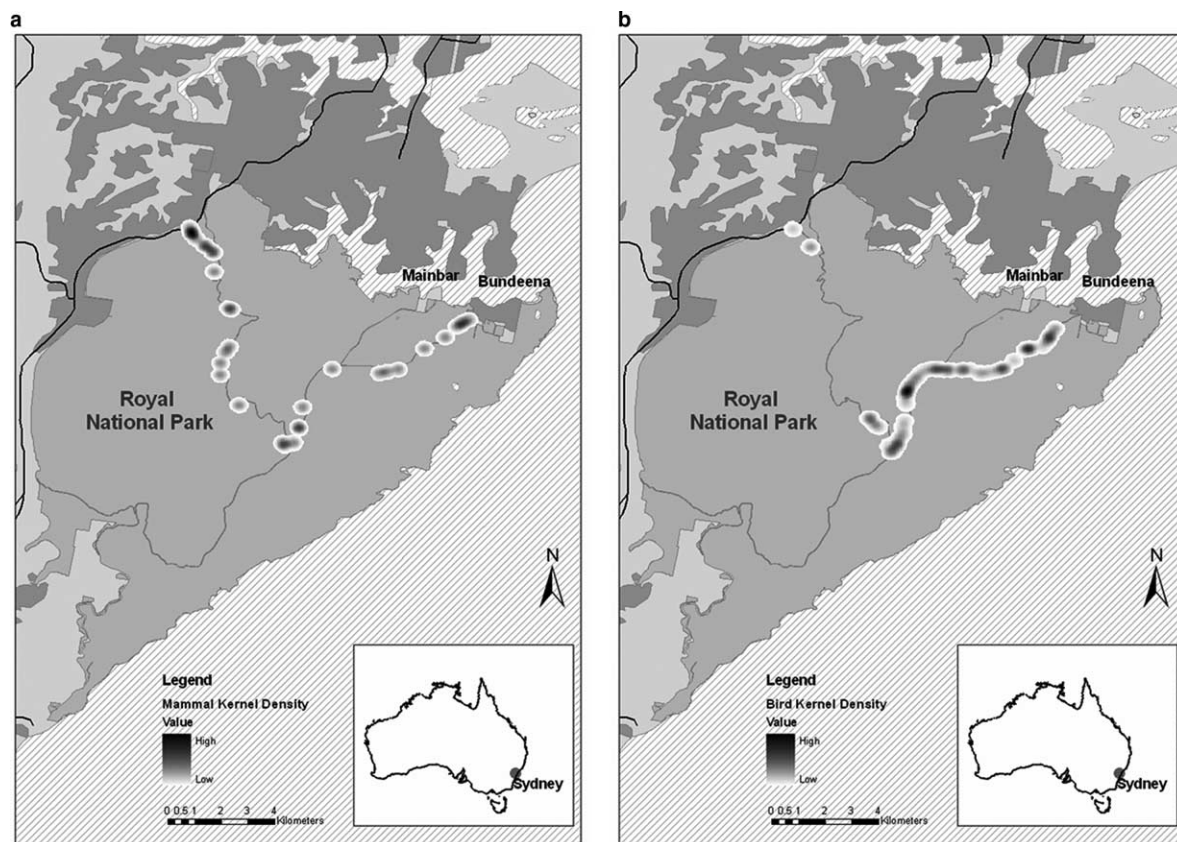 a
Mainbar
Bundeena
Royal
National Park
N
Legend
Mammal Kernel Density
Value
High
Low
0 0.5 1 2 3 4
Kilometers
Sydney
b
Mainbar
Bundeena
Royal
National Park
N
Legend
Bird Kernel Density
Value
High
Low
0 0.5 1 2 3 4
Kilometers
Sydney